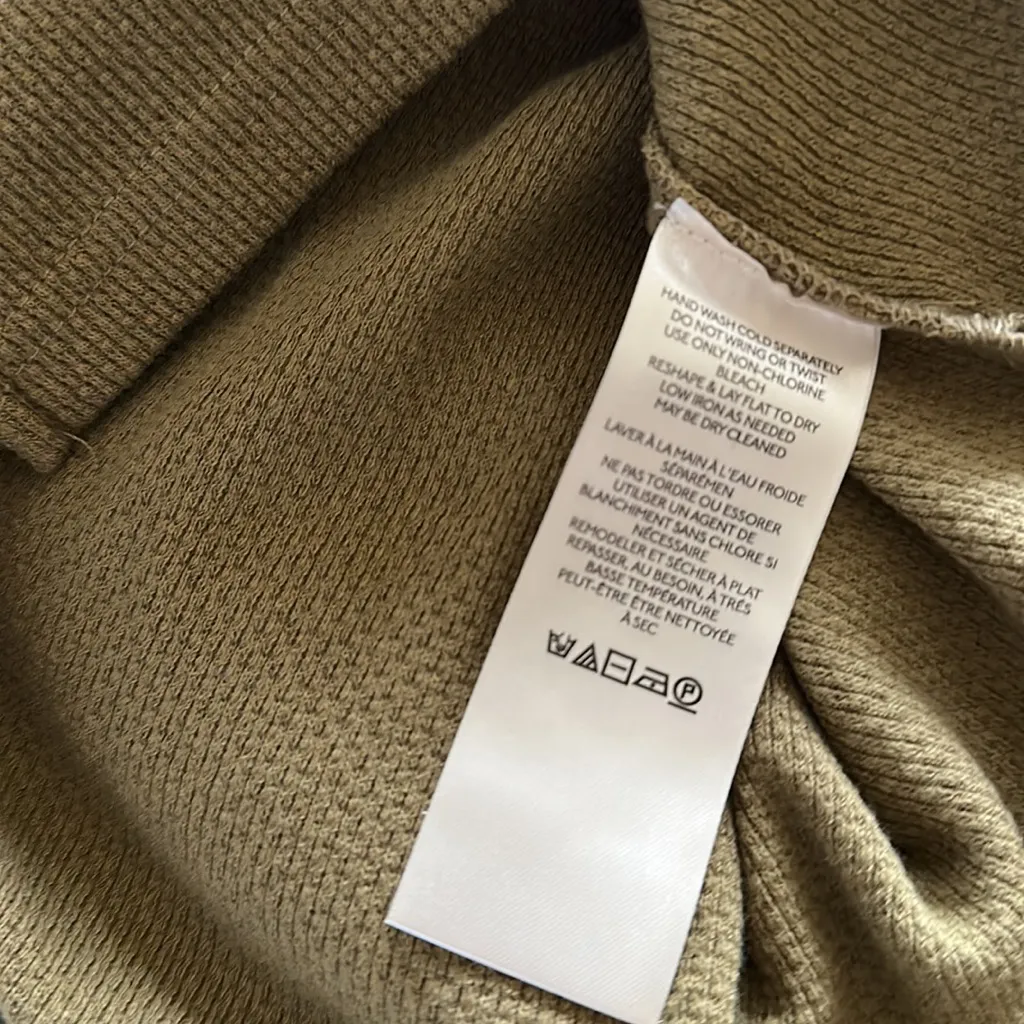 HAND WASH COLD SEPARATELY
DO NOT WRING OR TWIST
USE ONLY NON-CHLORINE
BLEACH
RESHAPE & LAY FLAT TO DRY
LOW IRON AS NEEDED
MAY BE DRY CLEANED
LAVER À LA MAIN À L'EAU FROIDE
SÉPARÉMEN
NE PAS TORDRE OU ESSORER
UTILISER UN AGENT DE
BLANCHIMENT SANS CHLORE SI
NÉCESSAIRE
REMODELER ET SÉCHER À PLAT
REPASSER, AU BESOIN, À TRÉS
BASSE TEMPÉRATURE
PEUT-ÊTRE ÊTRE NETTOYÉE
À SEC
P